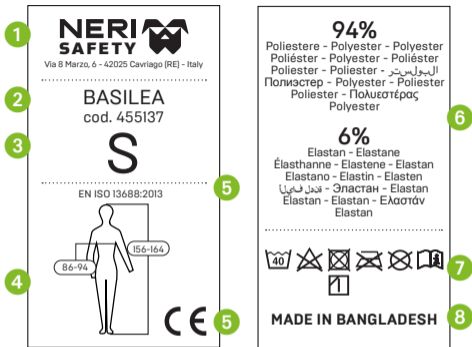 1
NERI
SAFETY
Via 8 Marzo, 6 - 42025 Cavriago (RE) - Italy
2
BASILEA
cod. 455137
3
S
EN ISO 13688:2013
5
4
156-164
86-94
CE
5
94%
Poliestere - Polyester - Polyester
Poliéster - Polyester - Poliéster
Poliester - Poliester - البوليستر
Полиэстер - Polyester - Poliester
Poliester - Πολυεστέρας
Polyester
6
6%
Elastan - Elastane
Élasthanne - Elastene - Elastan
Elastano - Elastin - Elasten
Эластан - Elastan
Elastan - Elastan - Ελαστάν
Elastan
40
7
1
MADE IN BANGLADESH
8